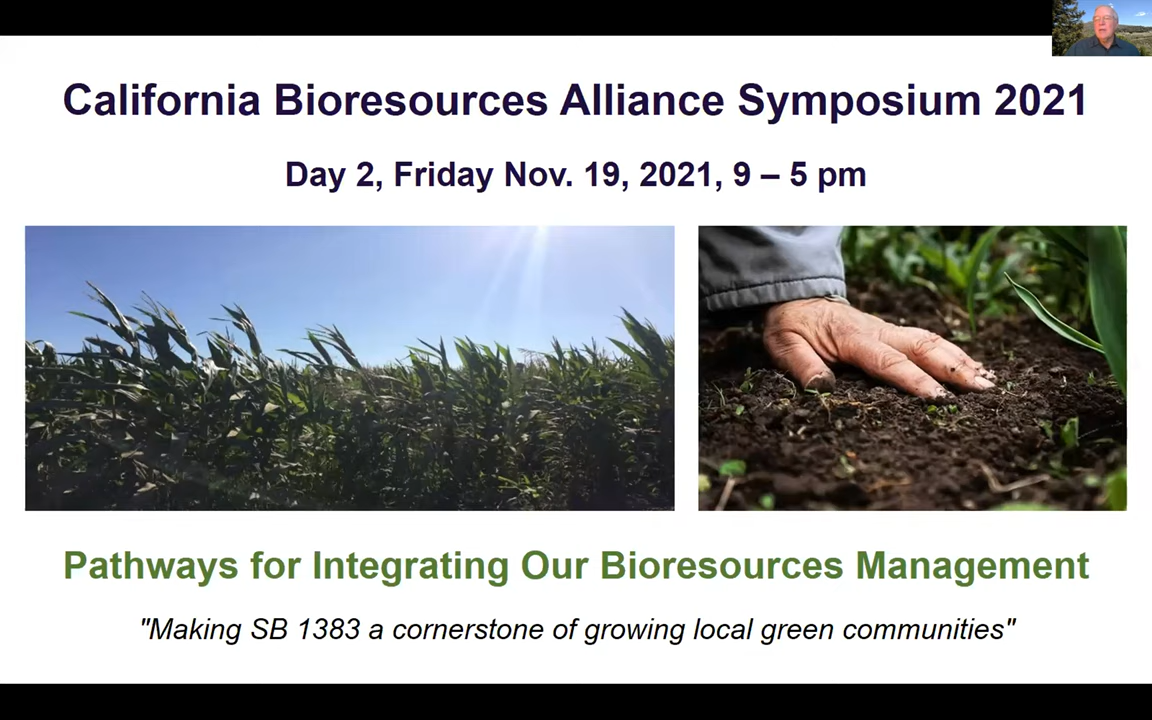 California Bioresources Alliance Symposium 2021
Day 2, Friday Nov. 19, 2021, 9 – 5 pm
Pathways for Integrating Our Bioresources Management
"Making SB 1383 a cornerstone of growing local green communities"